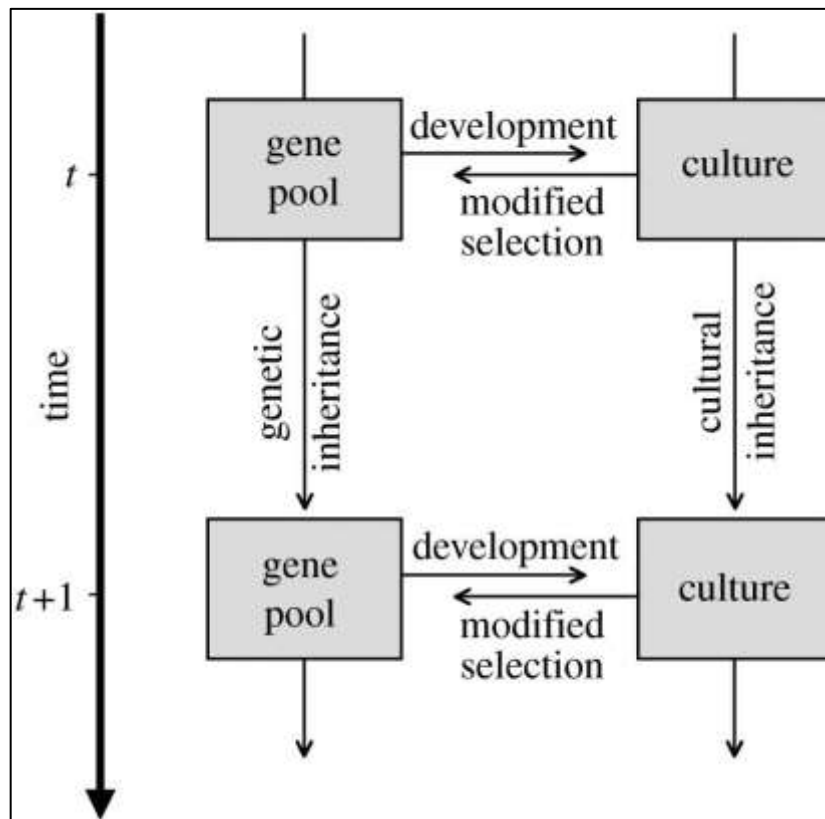 development
gene
pool
culture
t
modified
selection
time
genetic
inheritance
cultural
inheritance
development
gene
pool
culture
t+1
modified
selection